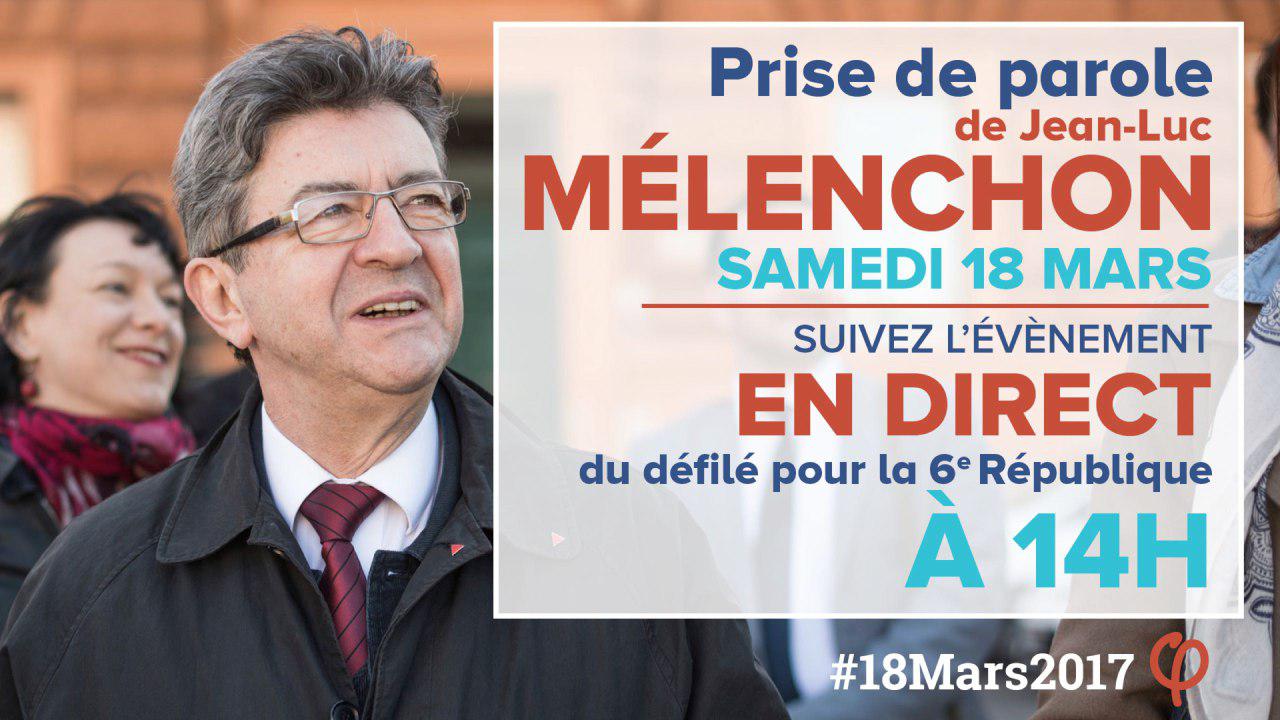 Prise de parole
de Jean-Luc
MÉLENCHON
SAMEDI 18 MARS
SUIVEZ L'ÉVÈNEMENT
EN DIRECT
du défilé pour la 6e République
À 14H
#18Mars2017 φ